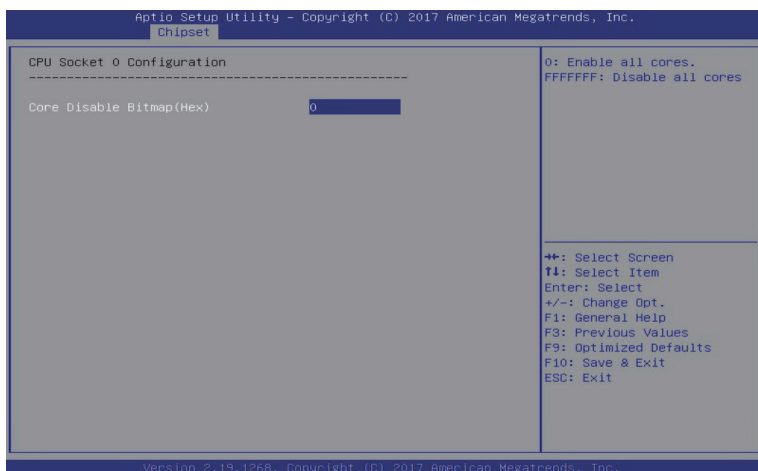 Aptio Setup Utility – Copyright (C) 2017 American Megatrends, Inc.
Chipset
CPU Socket 0 Configuration
------------------------------------------------
Core Disable Bitmap(Hex) 0
0: Enable all cores.
FFFFFFF: Disable all cores
→←: Select Screen
↑↓: Select Item
Enter: Select
+/-: Change Opt.
F1: General Help
F3: Previous Values
F9: Optimized Defaults
F10: Save & Exit
ESC: Exit
Version 2.19.1268. Copyright (C) 2017 American Megatrends, Inc.